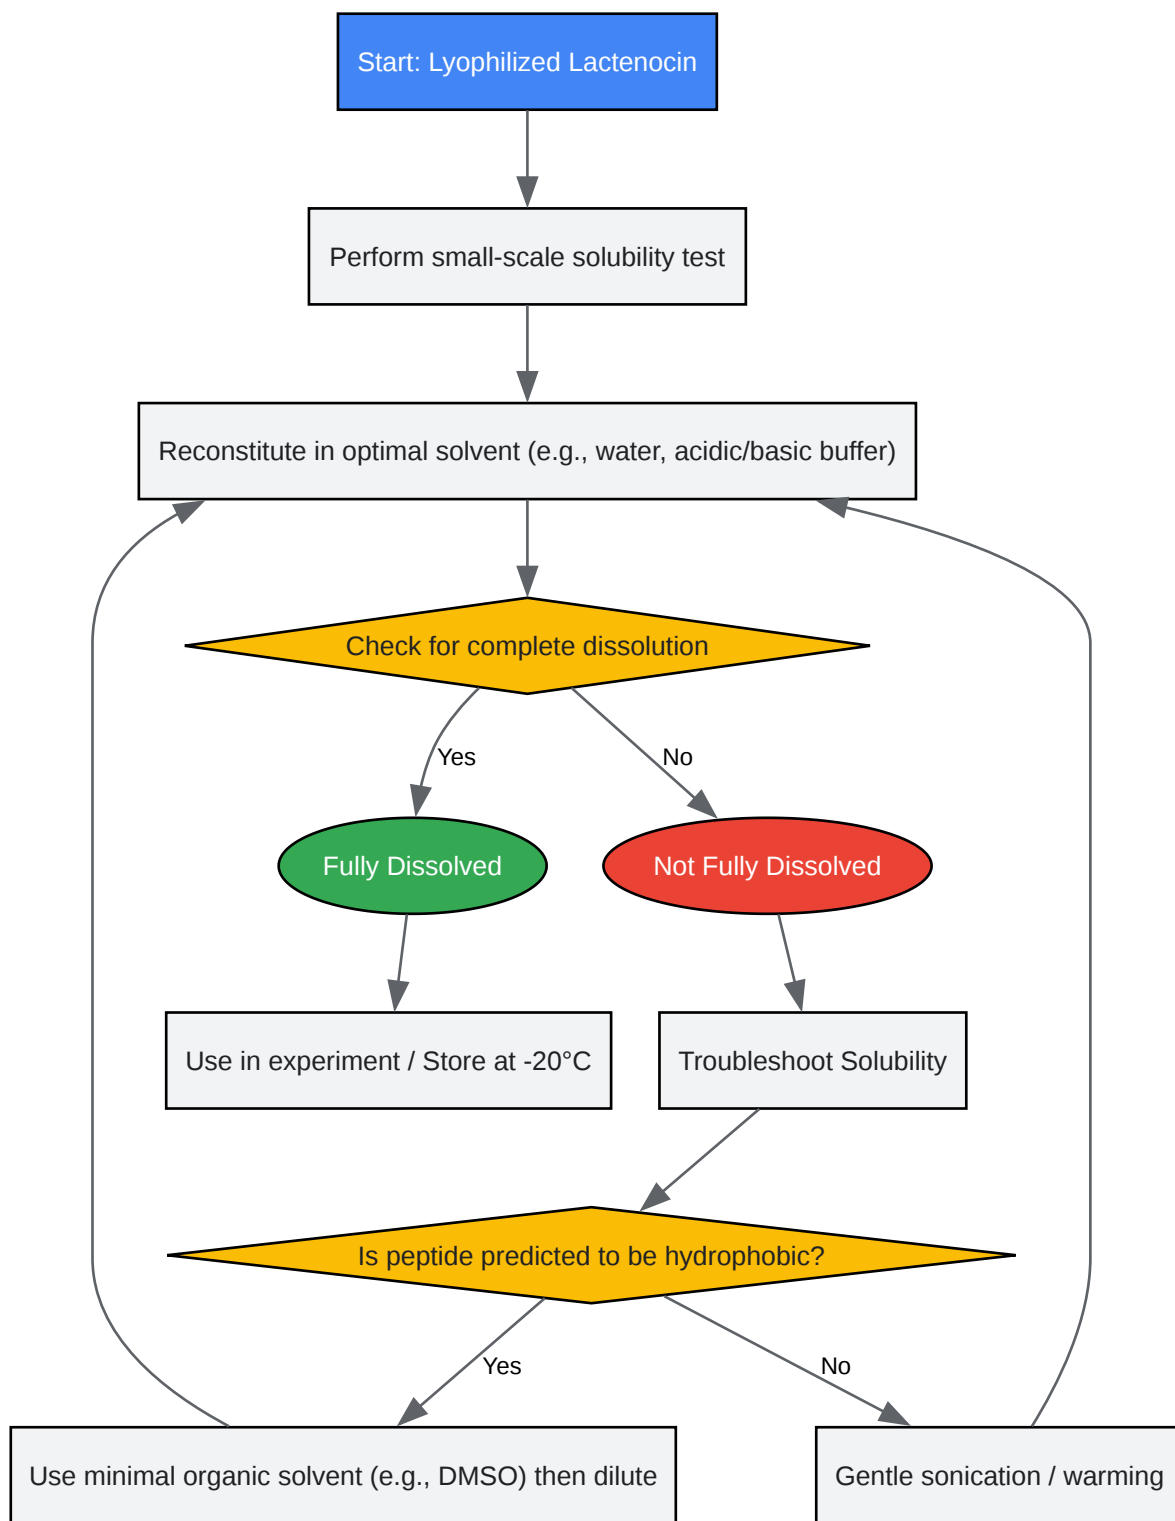 Start: Lyophilized Lactenocin
Perform small-scale solubility test
Reconstitute in optimal solvent (e.g., water, acidic/basic buffer)
Check for complete dissolution
Yes
No
Fully Dissolved
Not Fully Dissolved
Use in experiment / Store at -20°C
Troubleshoot Solubility
Is peptide predicted to be hydrophobic?
Yes
No
Use minimal organic solvent (e.g., DMSO) then dilute
Gentle sonication / warming